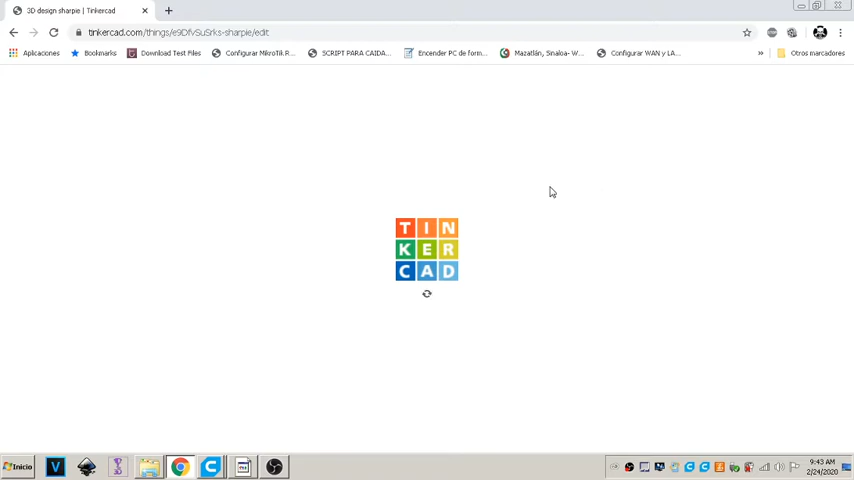 3D design sharpie | Tinkercad
tinkercad.com/things/e9DfvSuSrks-sharpie/edit
Aplicaciones
Bookmarks
Download Test Files
Configurar MikroTik R...
SCRIPT PARA CAIDA...
Encender PC de form...
Mazatlán, Sinaloa- W...
Configurar WAN y LA...
»
Otros marcadores
TIN
KER
CAD
Inicio
9:43 AM
2/24/2020